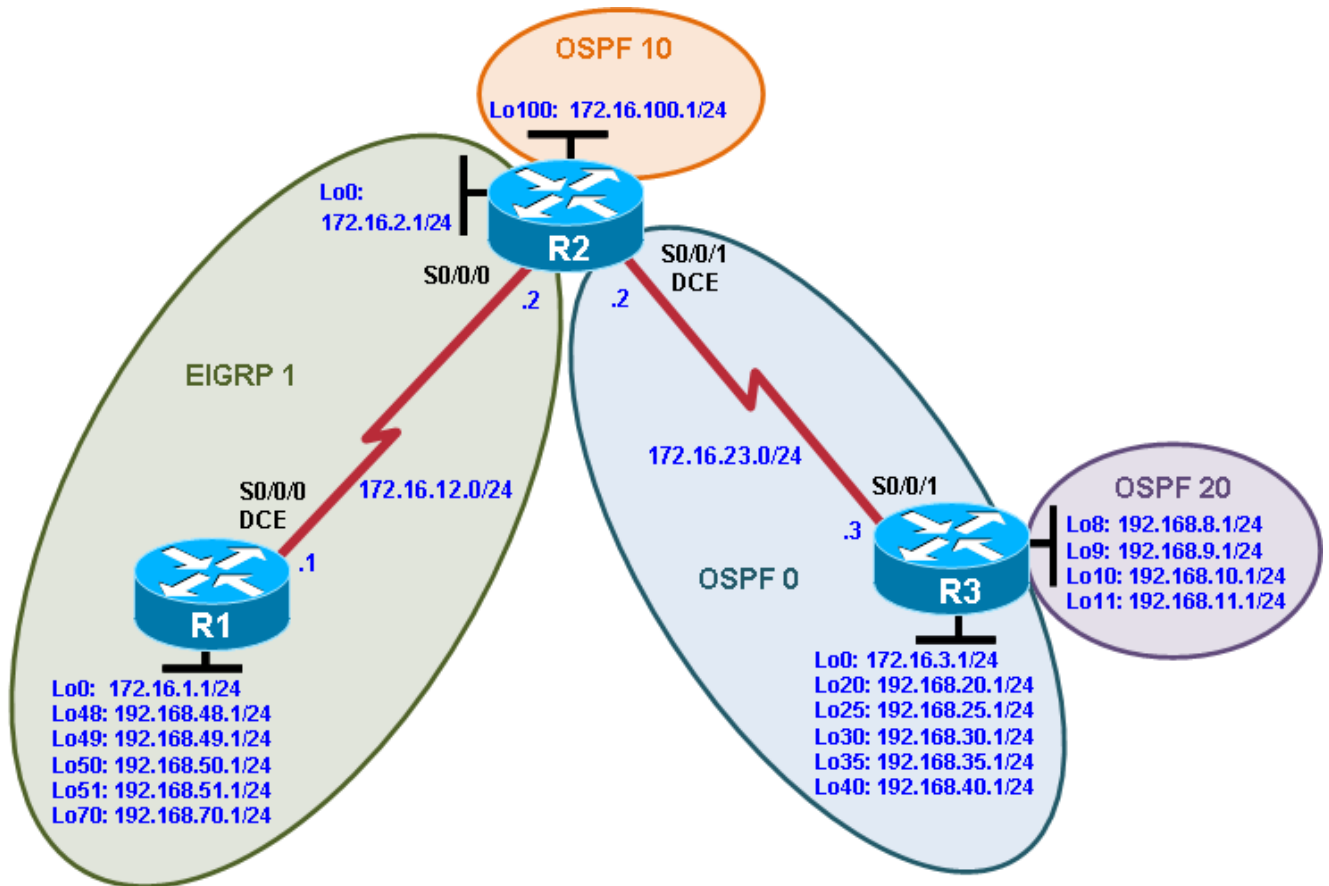 OSPF 10
Lo100: 172.16.100.1/24
Lo0:
172.16.2.1/24
R2
S0/0/0
S0/0/1
DCE
.2
.2
EIGRP 1
172.16.12.0/24
172.16.23.0/24
S0/0/0
DCE
.1
R1
S0/0/1
.3
OSPF 0
R3
OSPF 20
Lo8: 192.168.8.1/24
Lo9: 192.168.9.1/24
Lo10: 192.168.10.1/24
Lo11: 192.168.11.1/24
Lo0: 172.16.1.1/24
Lo48: 192.168.48.1/24
Lo49: 192.168.49.1/24
Lo50: 192.168.50.1/24
Lo51: 192.168.51.1/24
Lo70: 192.168.70.1/24
Lo0: 172.16.3.1/24
Lo20: 192.168.20.1/24
Lo25: 192.168.25.1/24
Lo30: 192.168.30.1/24
Lo35: 192.168.35.1/24
Lo40: 192.168.40.1/24